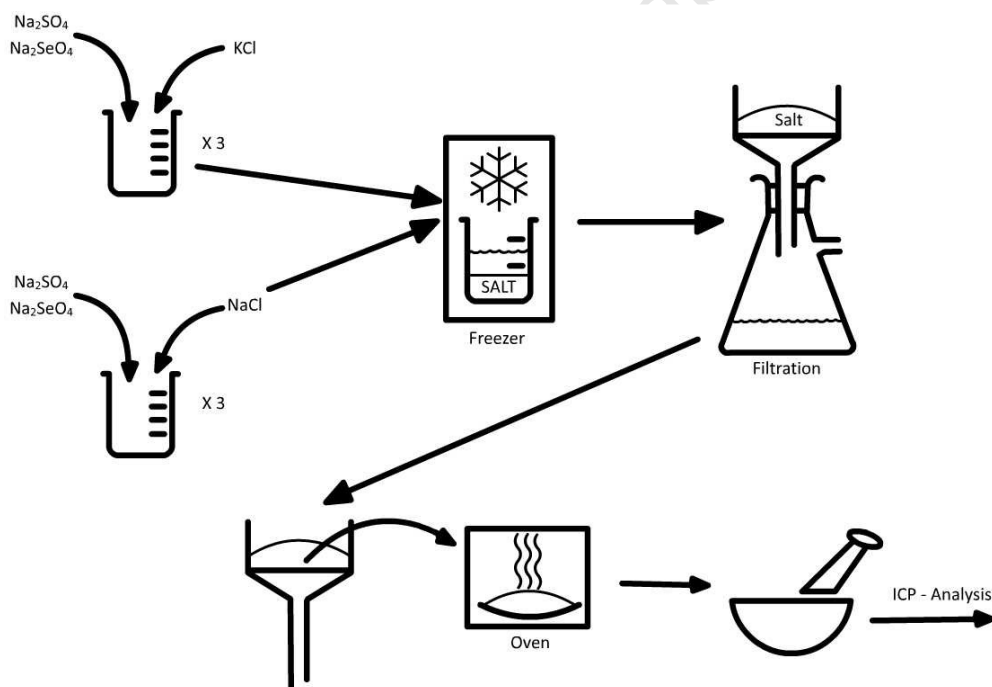 Na₂SO₄
Na₂SeO₄
KCl
X 3
Na₂SO₄
Na₂SeO₄
NaCl
X 3
SALT
Freezer
Salt
Filtration
Oven
ICP - Analysis